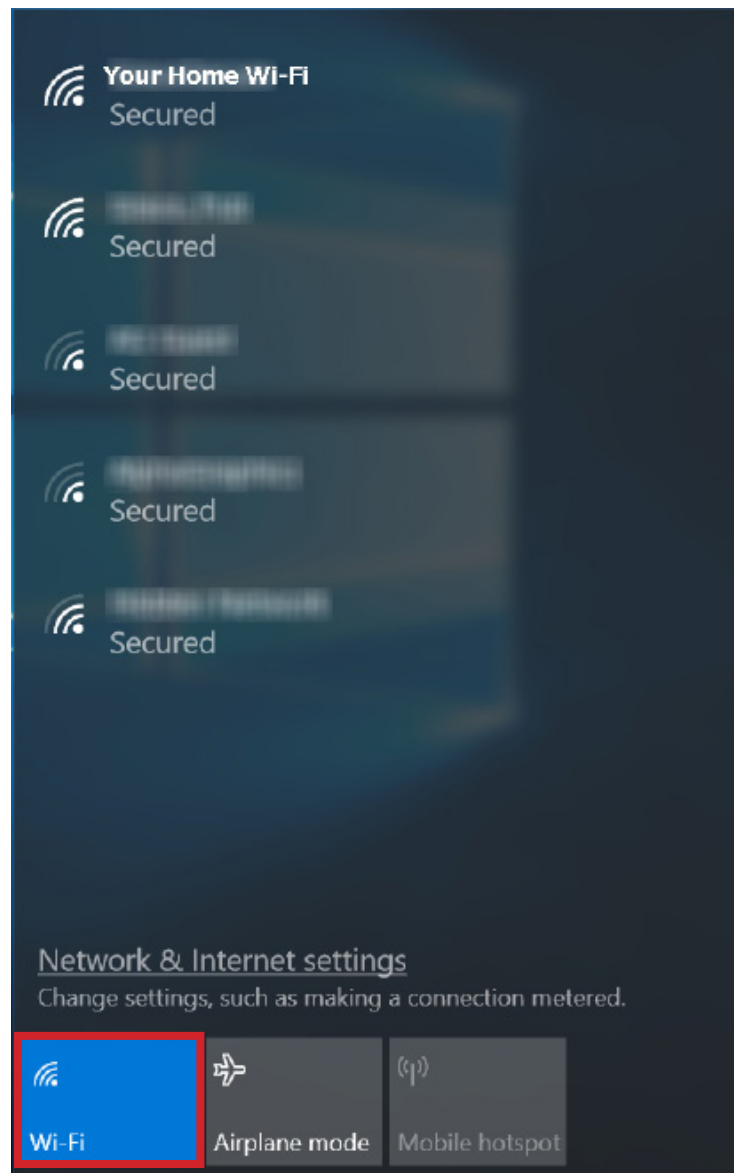 Your Home Wi-Fi
Secured
Secured
Secured
Secured
Secured
Network & Internet settings
Change settings, such as making a connection metered.
Wi-Fi
Airplane mode
Mobile hotspot